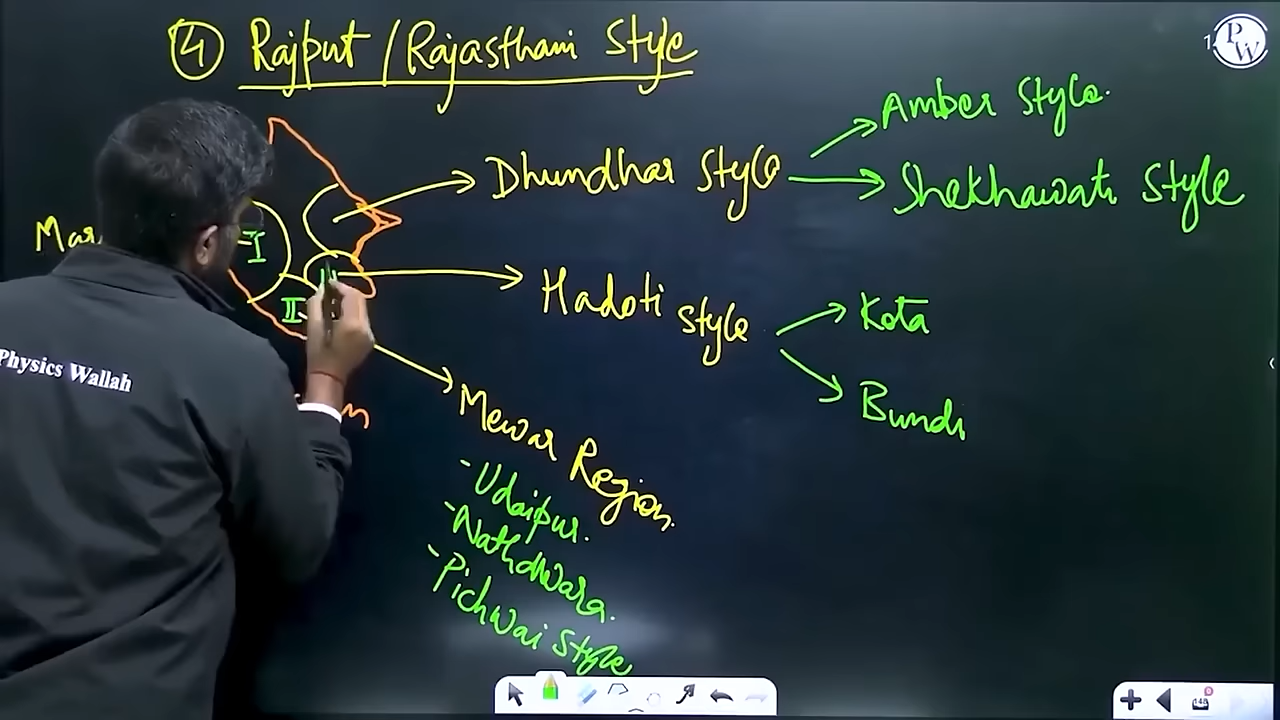 ④ Rajput / Rajasthani Style
Dhundhar Style
Amber Style.
Shekhawati Style
I
II
Hadoti Style
Kota
Bundi
Mewar Region.
- Udaipur.
- Nathdwara.
- Pichwai Style
Physics Wallah
PW